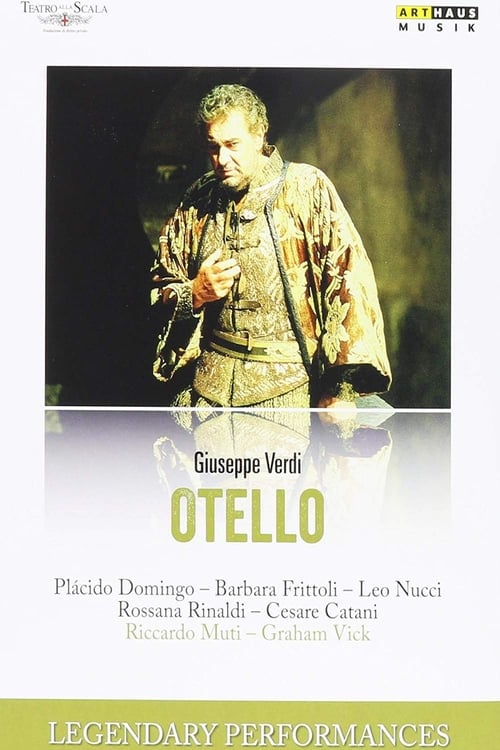 TEATRO ALLA SCALA
ARTHAUS
MUSIK
Giuseppe Verdi
OTELLO
Plácido Domingo – Barbara Frittoli – Leo Nucci
Rossana Rinaldi – Cesare Catani
Riccardo Muti – Graham Vick
LEGENDARY PERFORMANCES